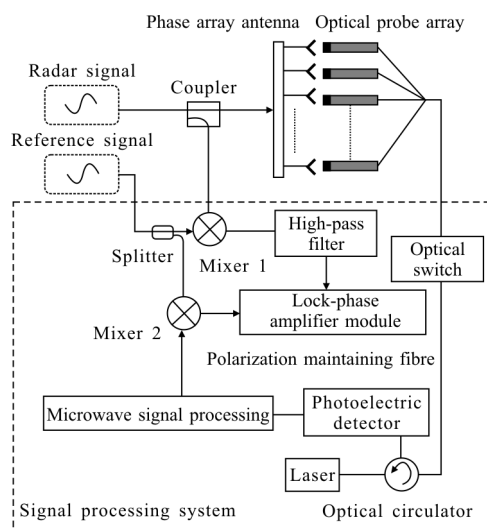 Phase array antenna
Optical probe array
Radar signal
Coupler
Reference signal
Splitter
Mixer 1
High-pass
filter
Optical
switch
Mixer 2
Lock-phase
amplifier module
Polarization maintaining fibre
Microwave signal processing
Photoelectric
detector
Laser
Signal processing system
Optical circulator